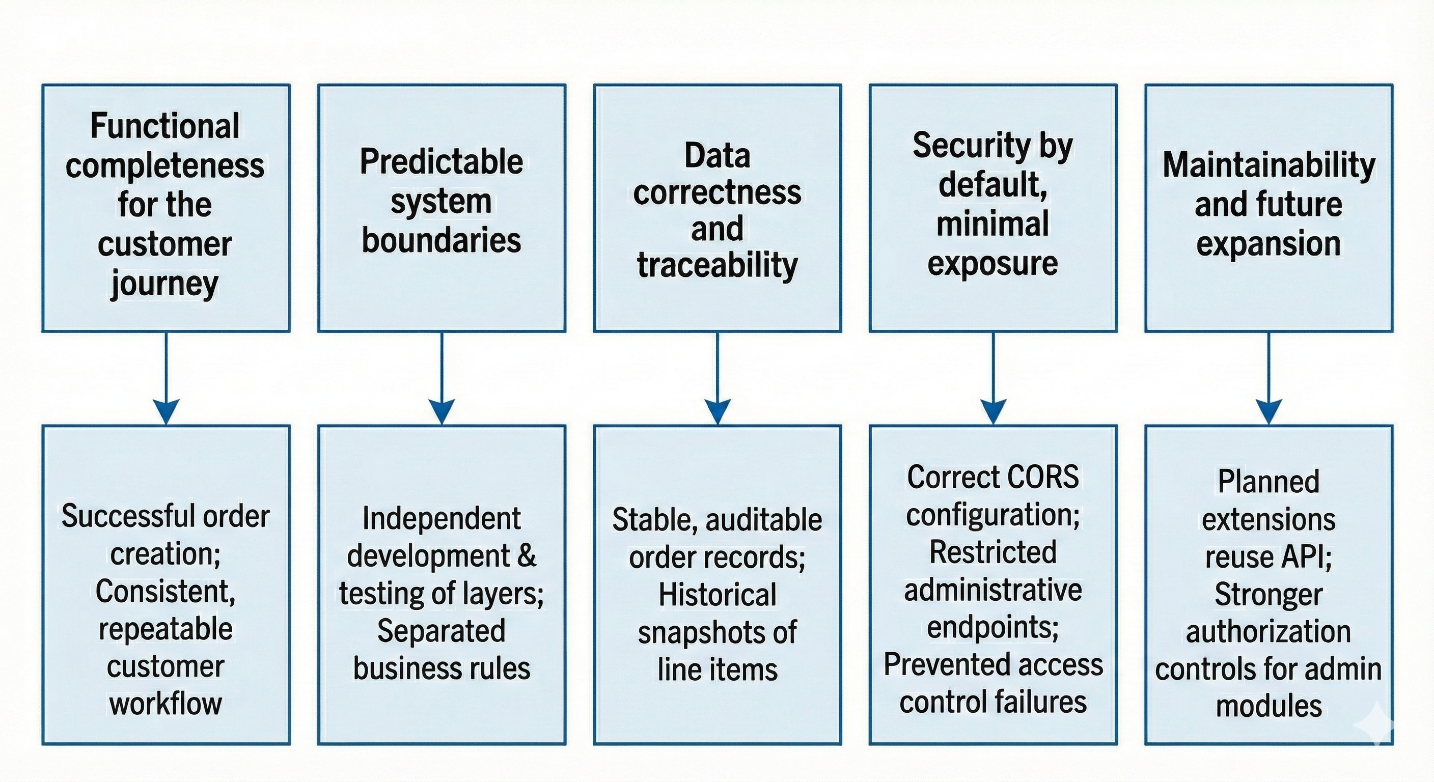 Functional
completeness
for the
customer
journey
Predictable
system
boundaries
Data
correctness
and
traceability
Security by
default,
minimal
exposure
Maintainability
and future
expansion
Successful order
creation;
Consistent,
repeatable
customer
workflow
Independent
development &
testing of layers;
Separated
business rules
Stable, auditable
order records;
Historical
snapshots of
line items
Correct CORS
configuration;
Restricted
administrative
endpoints;
Prevented access
control failures
Planned
extensions
reuse API;
Stronger
authorization
controls for admin
modules